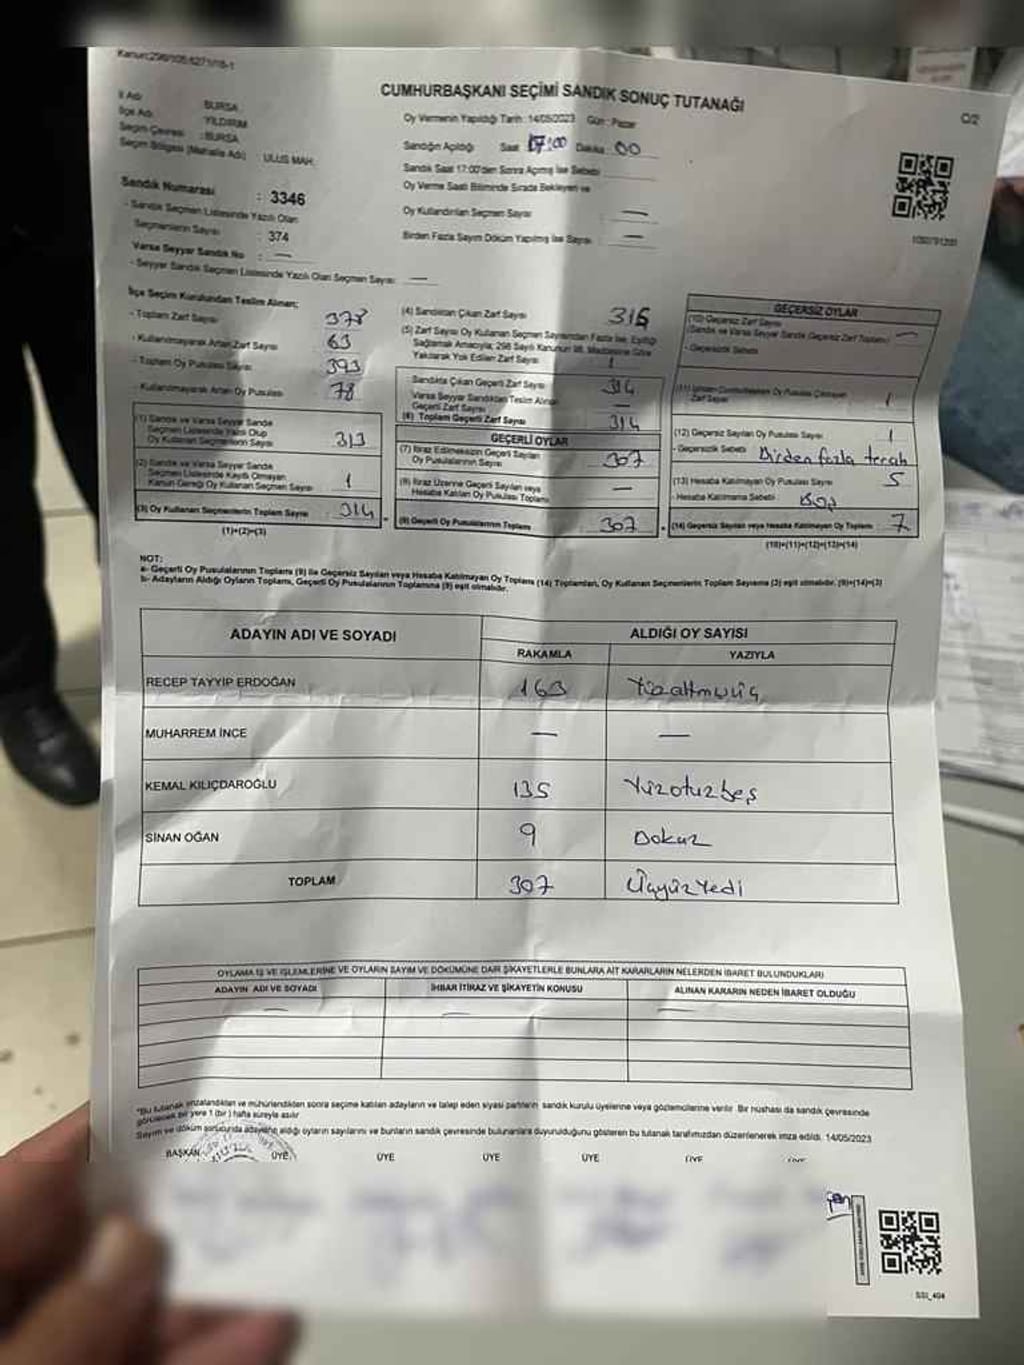 Kanun:298/105;6271/18-1
CUMHURBAŞKANI SEÇİMİ SANDIK SONUÇ TUTANAĞI
C/2
İl Adı : BURSA
İlçe Adı : YILDIRIM
Seçim Çevresi : BURSA
Seçim Bölgesi (Mahalle Adı) : ULUS MAH.
Sandık Numarası : 3346
- Sandık Seçmen Listesinde Yazılı Olan
Seçmenlerin Sayısı : 374
Varsa Seyyar Sandık No : —
- Seyyar Sandık Seçmen Listesinde Yazılı Olan Seçmen Sayısı : —
Oy Vermenin Yapıldığı Tarih : 14/05/2023 Gün : Pazar
Sandığın Açıldığı Saat 17:00 Dakika 00
Sandık Saat 17:00'den Sonra Açılmış İse Sebebi
Oy Verme Saati Bitiminde Sırada Bekleyen ve
Oy Kullandırılan Seçmen Sayısı : —
Birden Fazla Sayım Döküm Yapılmış İse Sayısı : —
İlçe Seçim Kurulundan Teslim Alınan;
- Toplam Zarf Sayısı : 378
- Kullanılmayarak Artan Zarf Sayısı : 63
- Toplam Oy Pusulası Sayısı : 393
- Kullanılmayarak Artan Oy Pusulası : 78
(1) Sandık ve Varsa Seyyar Sandık
Seçmen Listesinde Yazılı Olup
Oy Kullanan Seçmenlerin Sayısı 313
(2) Sandık ve Varsa Seyyar Sandık
Seçmen Listesinde Kayıtlı Olmayan
Kanun Gereği Oy Kullanan Seçmen Sayısı 1
(3) Oy Kullanan Seçmenlerin Toplam Sayısı 314
(1)+(2)=(3)
(4) Sandıktan Çıkan Zarf Sayısı 315
(5) Zarf Sayısı Oy Kullanan Seçmen Sayısından Fazla İse, Eşitliği
Sağlamak Amacıyla; 298 Sayılı Kanunun 98. Maddesine Göre
Yakılarak Yok Edilen Zarf Sayısı 1
Sandıkta Çıkan Geçerli Zarf Sayısı 314
Varsa Seyyar Sandıktan Teslim Alınan
Geçerli Zarf Sayısı —
(6) Toplam Geçerli Zarf Sayısı 314
GEÇERLİ OYLAR
(7) İtiraz Edilmeksizin Geçerli Sayılan
Oy Pusulalarının Sayısı 307
(8) İtiraz Üzerine Geçerli Sayılan veya
Hesaba Katılan Oy Pusulası Toplamı —
(9) Geçerli Oy Pusulalarının Toplamı 307
GEÇERSİZ OYLAR
(10) Geçersiz Zarf Sayısı
(Sandık ve Varsa Seyyar Sandık Geçersiz Zarf Toplamı) —
- Geçersizlik Sebebi
Zarf Sayısı 1
(12) Geçersiz Sayılan Oy Pusulası Sayısı 1
- Geçersizlik Sebebi Birden fazla tercih
(13) Hesaba Katılmayan Oy Pusulası Sayısı 5
- Hesaba Katılmama Sebebi Boş
(14) Geçersiz Sayılan veya Hesaba Katılmayan Oy Toplamı 7
(10)+(11)+(12)+(13)=(14)
NOT:
a- Geçerli Oy Pusulalarının Toplamı (9) ile Geçersiz Sayılan veya Hesaba Katılmayan Oy Toplamı (14) Toplamları, Oy Kullanan Seçmenlerin Toplam Sayısına (3) eşit olmalıdır. (9)+(14)=(3)
b- Adayların Aldığı Oyların Toplamı, Geçerli Oy Pusulalarının Toplamına (9) eşit olmalıdır.
ADAYIN ADI VE SOYADI ALDIĞI OY SAYISI
RAKAMLA YAZIYLA
RECEP TAYYİP ERDOĞAN 163 Yüzaltmışüç
MUHARREM İNCE — —
KEMAL KILIÇDAROĞLU 135 Yüzotuzbeş
SİNAN OĞAN 9 Dokuz
TOPLAM 307 ÜçyüzYedi
OYLAMA İŞ VE İŞLEMLERİNE VE OYLARIN SAYIM VE DÖKÜMÜNE DAİR ŞİKAYETLERLE BUNLARA AİT KARARLARIN NELERDEN İBARET BULUNDUKLARI
ADAYIN ADI VE SOYADI İHBAR İTİRAZ VE ŞİKAYETİN KONUSU ALINAN KARARIN NEDEN İBARET OLDUĞU
— — —
*Bu tutanak imzalandıktan ve mühürlendikten sonra seçime katılan adayların ve talep eden siyasi partilerin sandık kurulu üyelerine veya gözlemcilerine verilir. Bir nüshası da sandık çevresinde
görülecek bir yere 1 (bir) hafta süreyle asılır.
Sayım ve döküm sonucunda adayların aldığı oyların sayılarını ve bunların sandık çevresinde bulunanlara duyurulduğunu gösteren bu tutanak tarafımızdan düzenlenerek imza edildi. 14/05/2023
BAŞKAN ÜYE ÜYE ÜYE ÜYE ÜYE
SSI_404